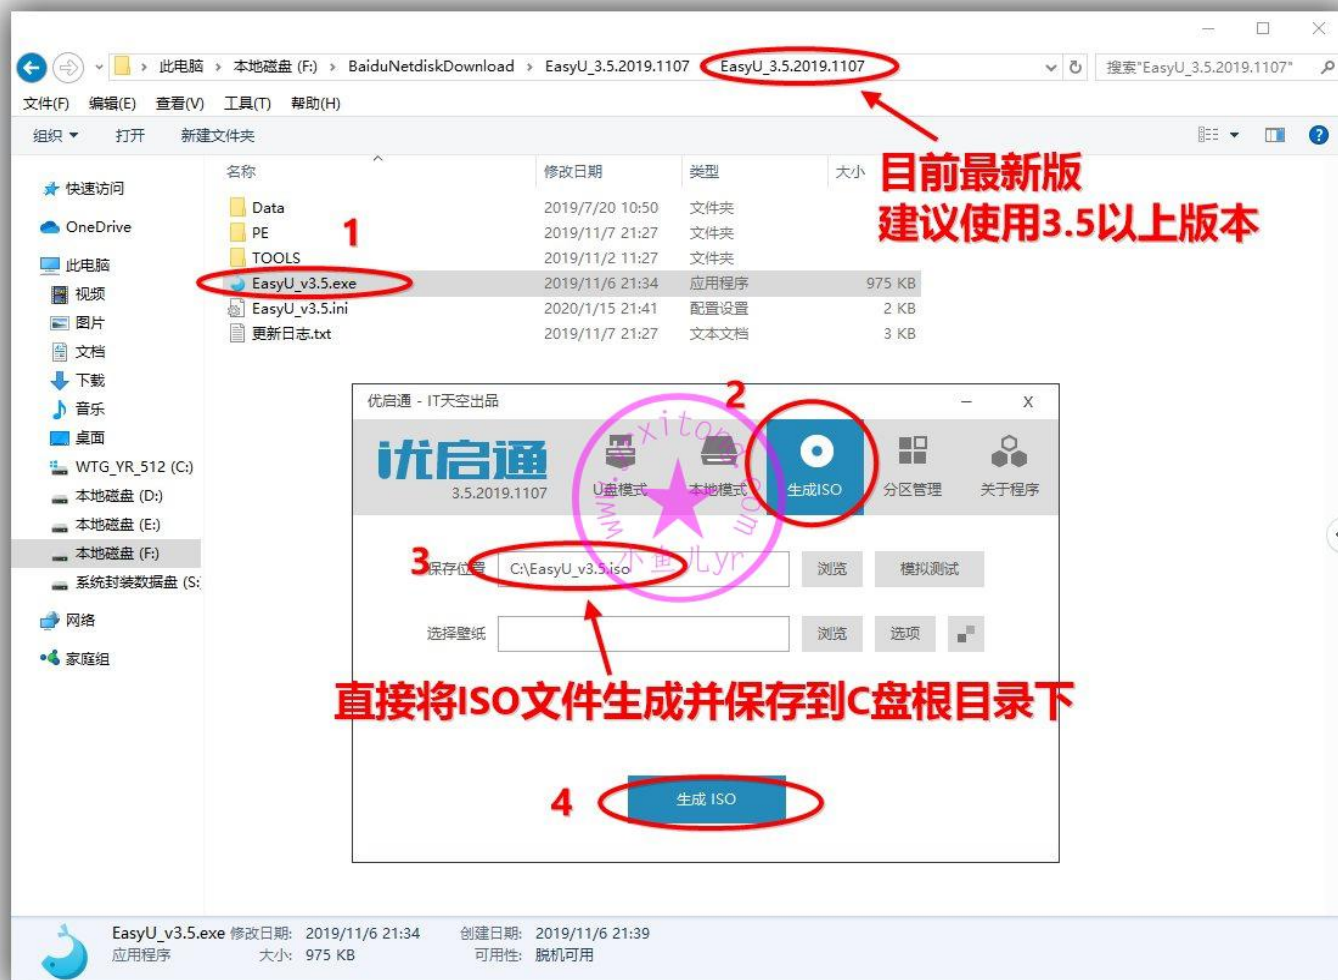 此电脑 › 本地磁盘 (F:) › BaiduNetdiskDownload › EasyU_3.5.2019.1107 › EasyU_3.5.2019.1107
搜索"EasyU_3.5.2019.1107"
文件(F) 编辑(E) 查看(V) 工具(T) 帮助(H)
组织 打开 新建文件夹
目前最新版
建议使用3.5以上版本
快速访问
OneDrive
此电脑
视频
图片
文档
下载
音乐
桌面
WTG_YR_512 (C:)
本地磁盘 (D:)
本地磁盘 (E:)
本地磁盘 (F:)
系统封装数据盘 (S:
网络
家庭组
名称 修改日期 类型 大小
Data 2019/7/20 10:50 文件夹
PE 2019/11/7 21:27 文件夹
TOOLS 2019/11/2 11:27 文件夹
1
EasyU_v3.5.exe 2019/11/6 21:34 应用程序 975 KB
EasyU_v3.5.ini 2020/1/15 21:41 配置设置 2 KB
更新日志.txt 2019/11/7 21:27 文本文档 3 KB
优启通 - IT天空出品 — X
2
优启通
3.5.2019.1107
U盘模式 本地模式 生成ISO 分区管理 关于程序
小鱼儿yr
3
保存位置 C:\EasyU_v3.5.iso 浏览 模拟测试
选择壁纸 浏览 选项
直接将ISO文件生成并保存到C盘根目录下
4
生成 ISO
EasyU_v3.5.exe 修改日期: 2019/11/6 21:34 创建日期: 2019/11/6 21:39
应用程序 大小: 975 KB 可用性: 脱机可用